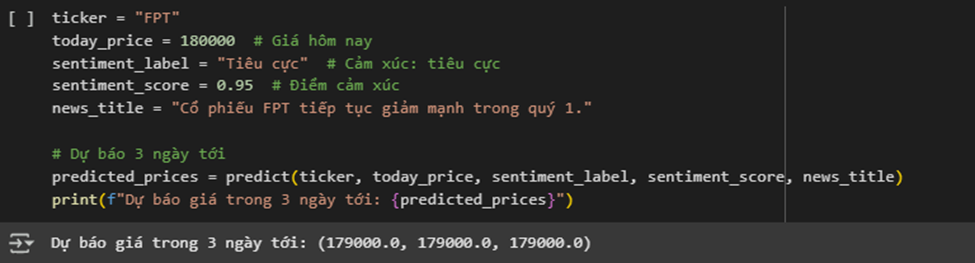 [ ] ticker = "FPT"
today_price = 180000  # Giá hôm nay
sentiment_label = "Tiêu cực"  # Cảm xúc: tiêu cực
sentiment_score = 0.95  # Điểm cảm xúc
news_title = "Cổ phiếu FPT tiếp tục giảm mạnh trong quý 1."
# Dự báo 3 ngày tới
predicted_prices = predict(ticker, today_price, sentiment_label, sentiment_score, news_title)
print(f"Dự báo giá trong 3 ngày tới: {predicted_prices}")
Dự báo giá trong 3 ngày tới: (179000.0, 179000.0, 179000.0)